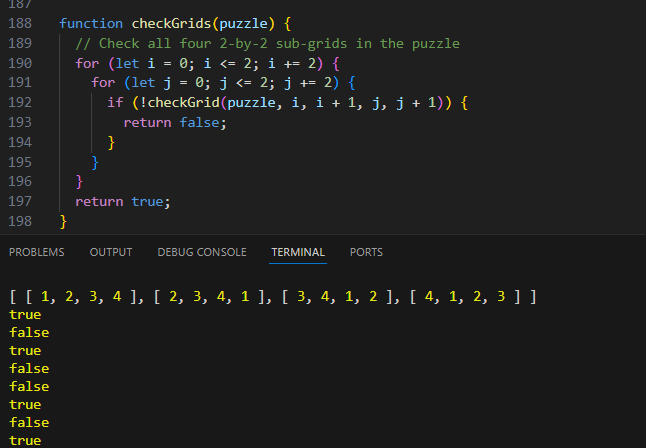 187
188 function checkGrids(puzzle) {
189 // Check all four 2-by-2 sub-grids in the puzzle
190 for (let i = 0; i <= 2; i += 2) {
191 for (let j = 0; j <= 2; j += 2) {
192 if (!checkGrid(puzzle, i, i + 1, j, j + 1)) {
193 return false;
194 }
195 }
196 }
197 return true;
198 }
PROBLEMS OUTPUT DEBUG CONSOLE TERMINAL PORTS
[ [ 1, 2, 3, 4 ], [ 2, 3, 4, 1 ], [ 3, 4, 1, 2 ], [ 4, 1, 2, 3 ] ]
true
false
true
false
false
true
false
true